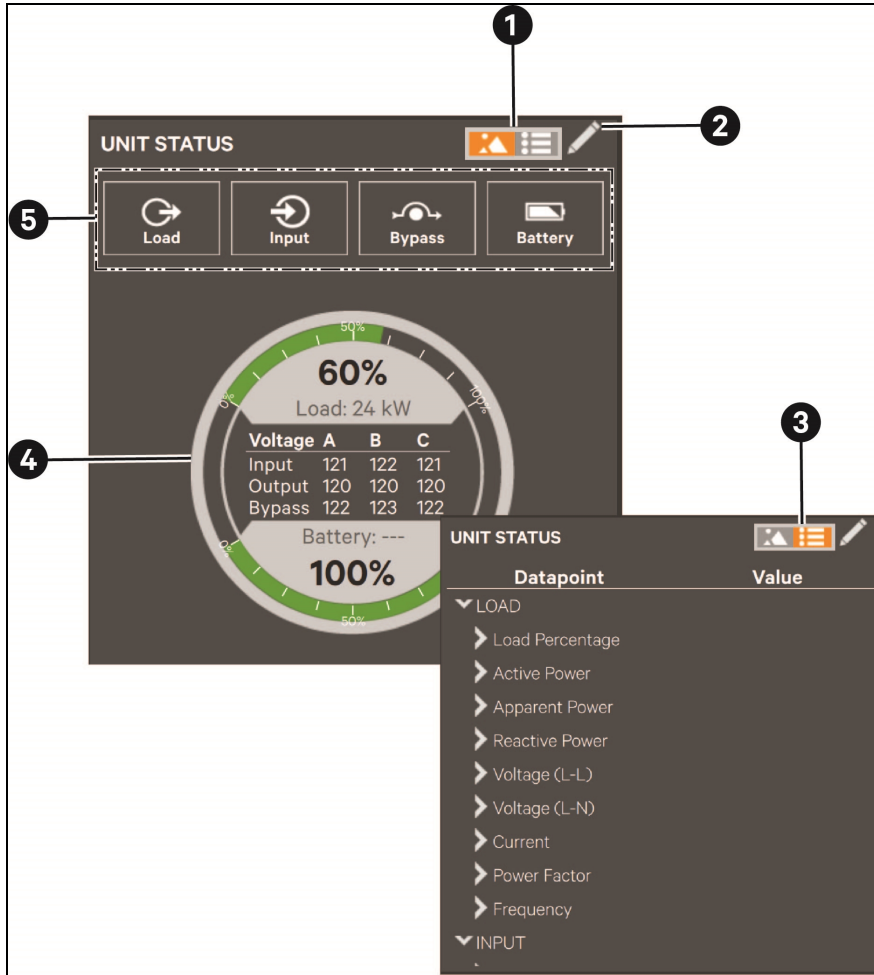 1
2
UNIT STATUS
5
Load Input Bypass Battery
0% 50% 100%
60%
Load: 24 kW
3
4
Voltage A B C
Input 121 122 121
Output 120 120 120
Bypass 122 123 122
Battery: ---
100%
0% 50%
UNIT STATUS
Datapoint Value
LOAD
Load Percentage
Active Power
Apparent Power
Reactive Power
Voltage (L-L)
Voltage (L-N)
Current
Power Factor
Frequency
INPUT